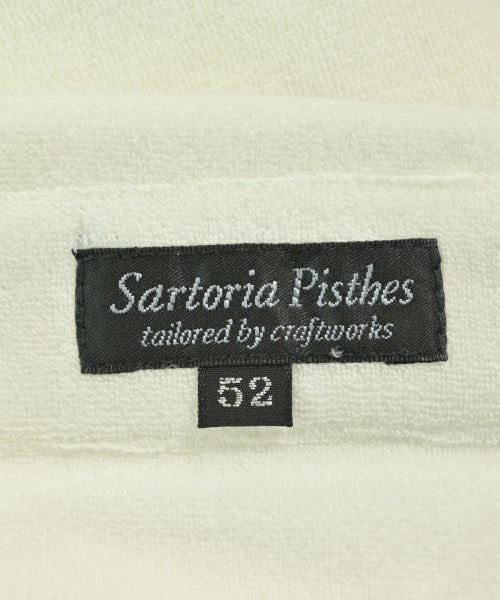 Sartoria Pisthes
tailored by craftworks
52